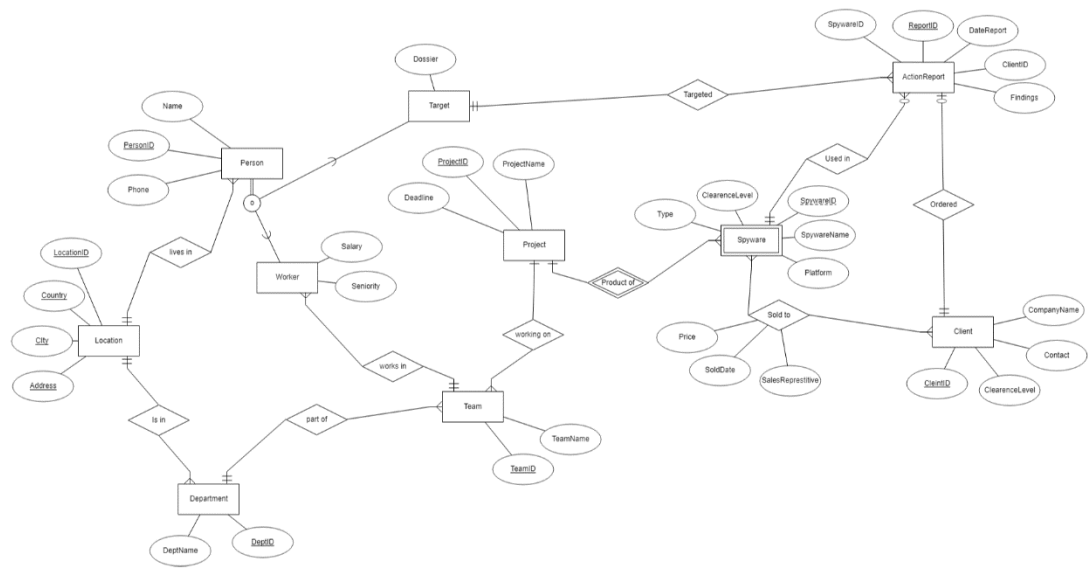 SpywareID
ReportID
DateReport
ClientID
Findings
ActionReport
Dossier
Target
Targeted
Name
PersonID
Phone
Person
o
lives in
LocationID
Country
CIty
Address
Location
Worker
Salary
Seniority
ProjectID
ProjectName
Deadline
Project
Product of
working on
works in
Used in
Ordered
ClearenceLevel
Type
SpywareID
SpywareName
Platform
Spyware
Sold to
Price
SoldDate
SalesReprestitive
Client
CompanyName
Contact
ClearenceLevel
CleintID
Is in
part of
Team
TeamName
TeamID
Department
DeptName
DeptID